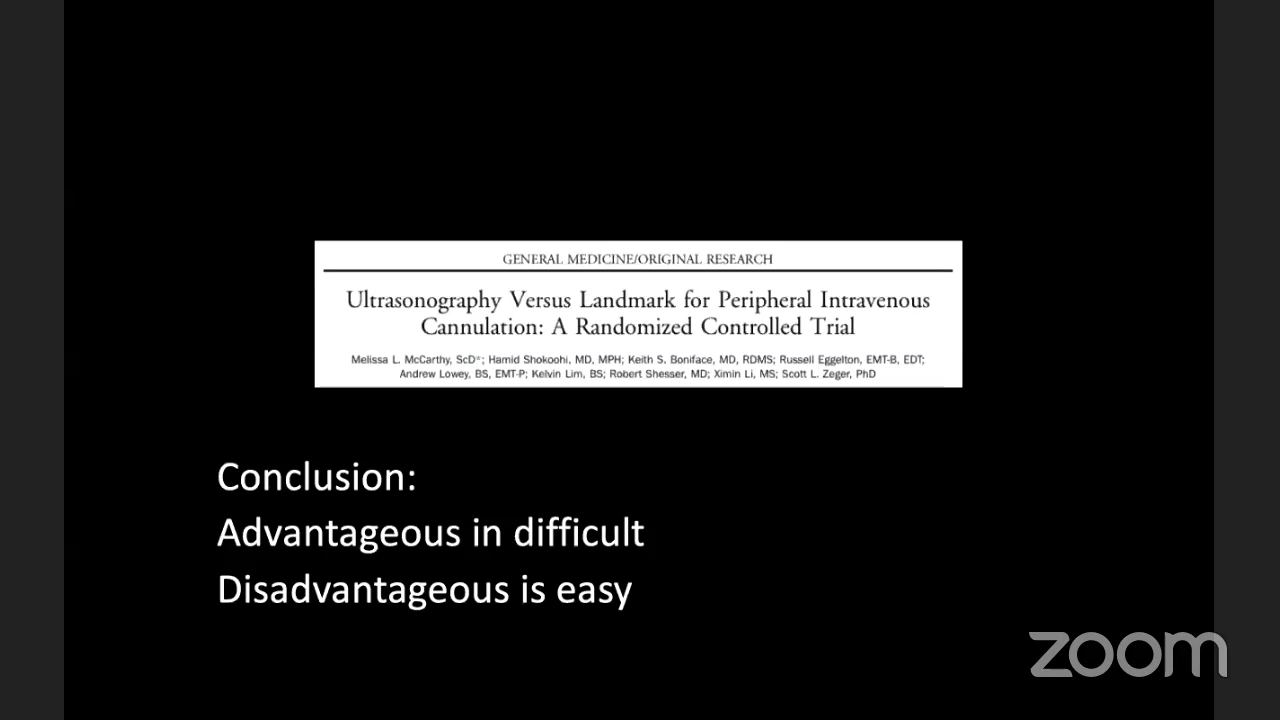 GENERAL MEDICINE/ORIGINAL RESEARCH
Ultrasonography Versus Landmark for Peripheral Intravenous
Cannulation: A Randomized Controlled Trial
Melissa L. McCarthy, ScD*; Hamid Shokoohi, MD, MPH; Keith S. Boniface, MD, RDMS; Russell Eggelton, EMT-B, EDT;
Andrew Lowey, BS, EMT-P; Kelvin Lim, BS; Robert Shesser, MD; Ximin Li, MS; Scott L. Zeger, PhD
Conclusion:
Advantageous in difficult
Disadvantageous is easy
zoom